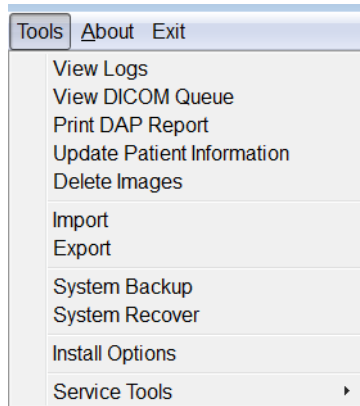 Tools About Exit
View Logs
View DICOM Queue
Print DAP Report
Update Patient Information
Delete Images
Import
Export
System Backup
System Recover
Install Options
Service Tools